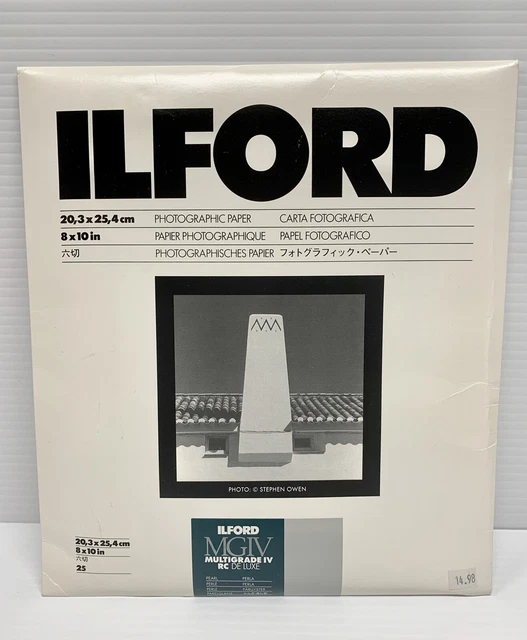 ILFORD
20,3 x 25,4 cm PHOTOGRAPHIC PAPER CARTA FOTOGRAFICA
8 x 10 in PAPIER PHOTOGRAPHIQUE PAPEL FOTOGRAFICO
六切 PHOTOGRAPHISCHES PAPIER フォトグラフィック・ペーパー
PHOTO: © STEPHEN OWEN
20,3 x 25,4 cm
8 x 10 in
六切
25
ILFORD
MGIV
MULTIGRADE IV
RC DE LUXE
PEARL PERLA
PERLÉ PERLA
14.98